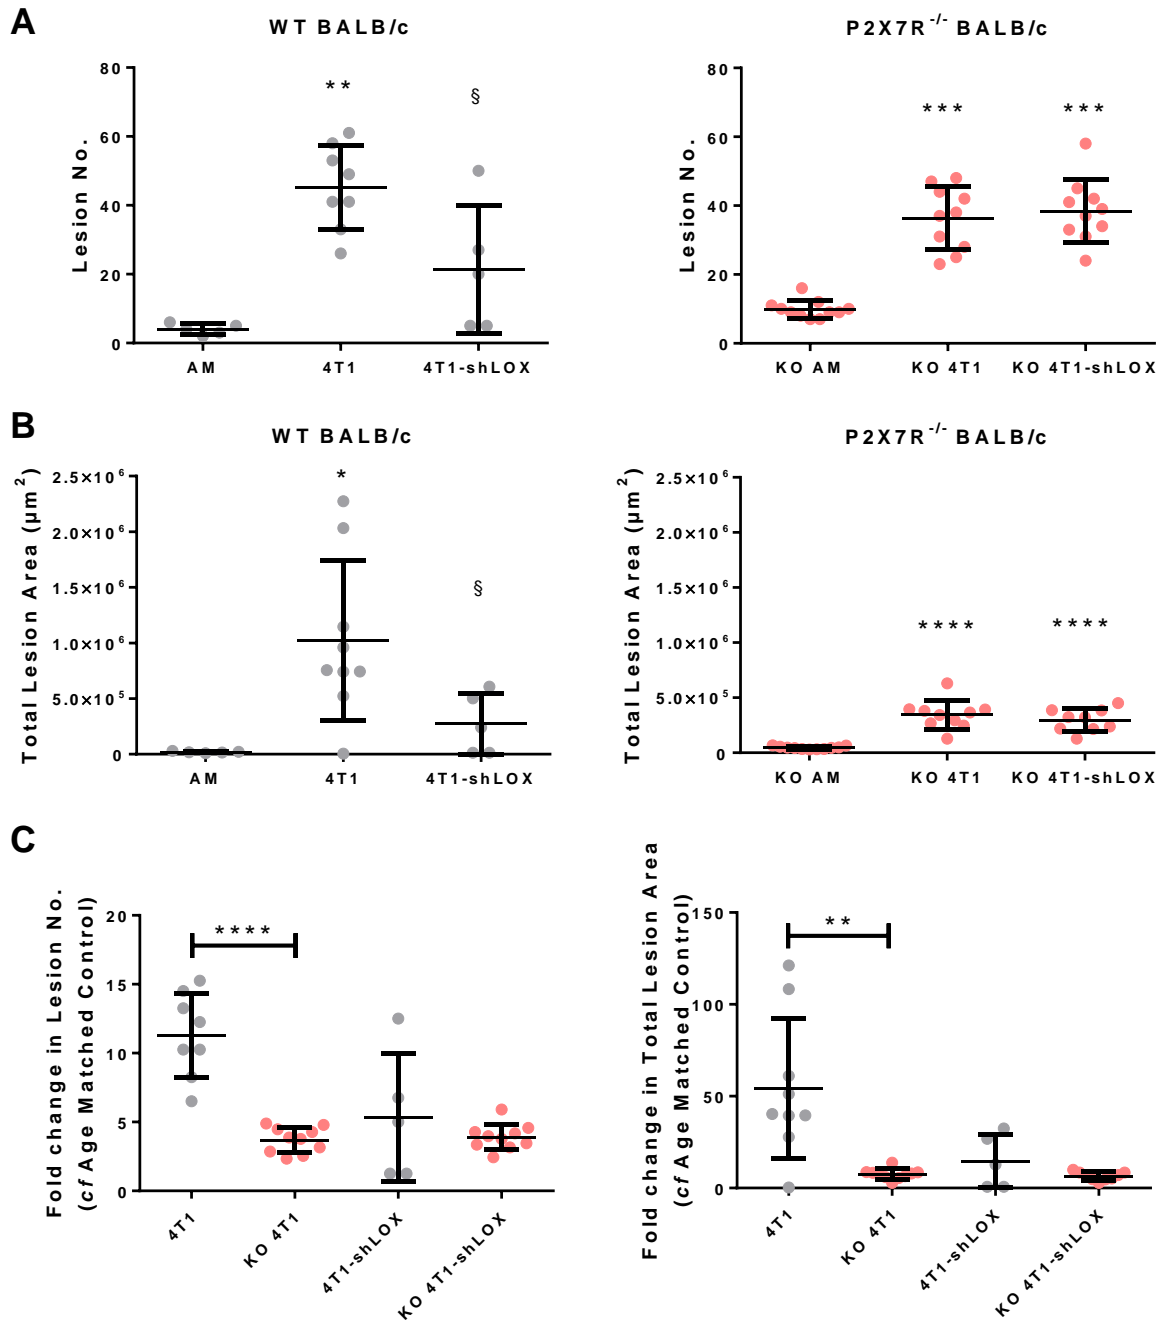 A
WT BALB/c
P2X7R-/- BALB/c
Lesion No.
80
60
40
20
0
**
§
AM
4T1
4T1-shLOX
Lesion No.
80
60
40
20
0
***
***
KO AM
KO 4T1
KO 4T1-shLOX
B
WT BALB/c
P2X7R-/- BALB/c
Total Lesion Area (µm²)
2.5×10⁶
2.0×10⁶
1.5×10⁶
1.0×10⁶
5.0×10⁵
0
*
§
AM
4T1
4T1-shLOX
Total Lesion Area (µm²)
2.5×10⁶
2.0×10⁶
1.5×10⁶
1.0×10⁶
5.0×10⁵
0
****
****
KO AM
KO 4T1
KO 4T1-shLOX
C
Fold change in Lesion No.
(cf Age Matched Control)
20
15
10
5
0
****
4T1
KO 4T1
4T1-shLOX
KO 4T1-shLOX
Fold change in Total Lesion Area
(cf Age Matched Control)
150
100
50
0
**
4T1
KO 4T1
4T1-shLOX
KO 4T1-shLOX